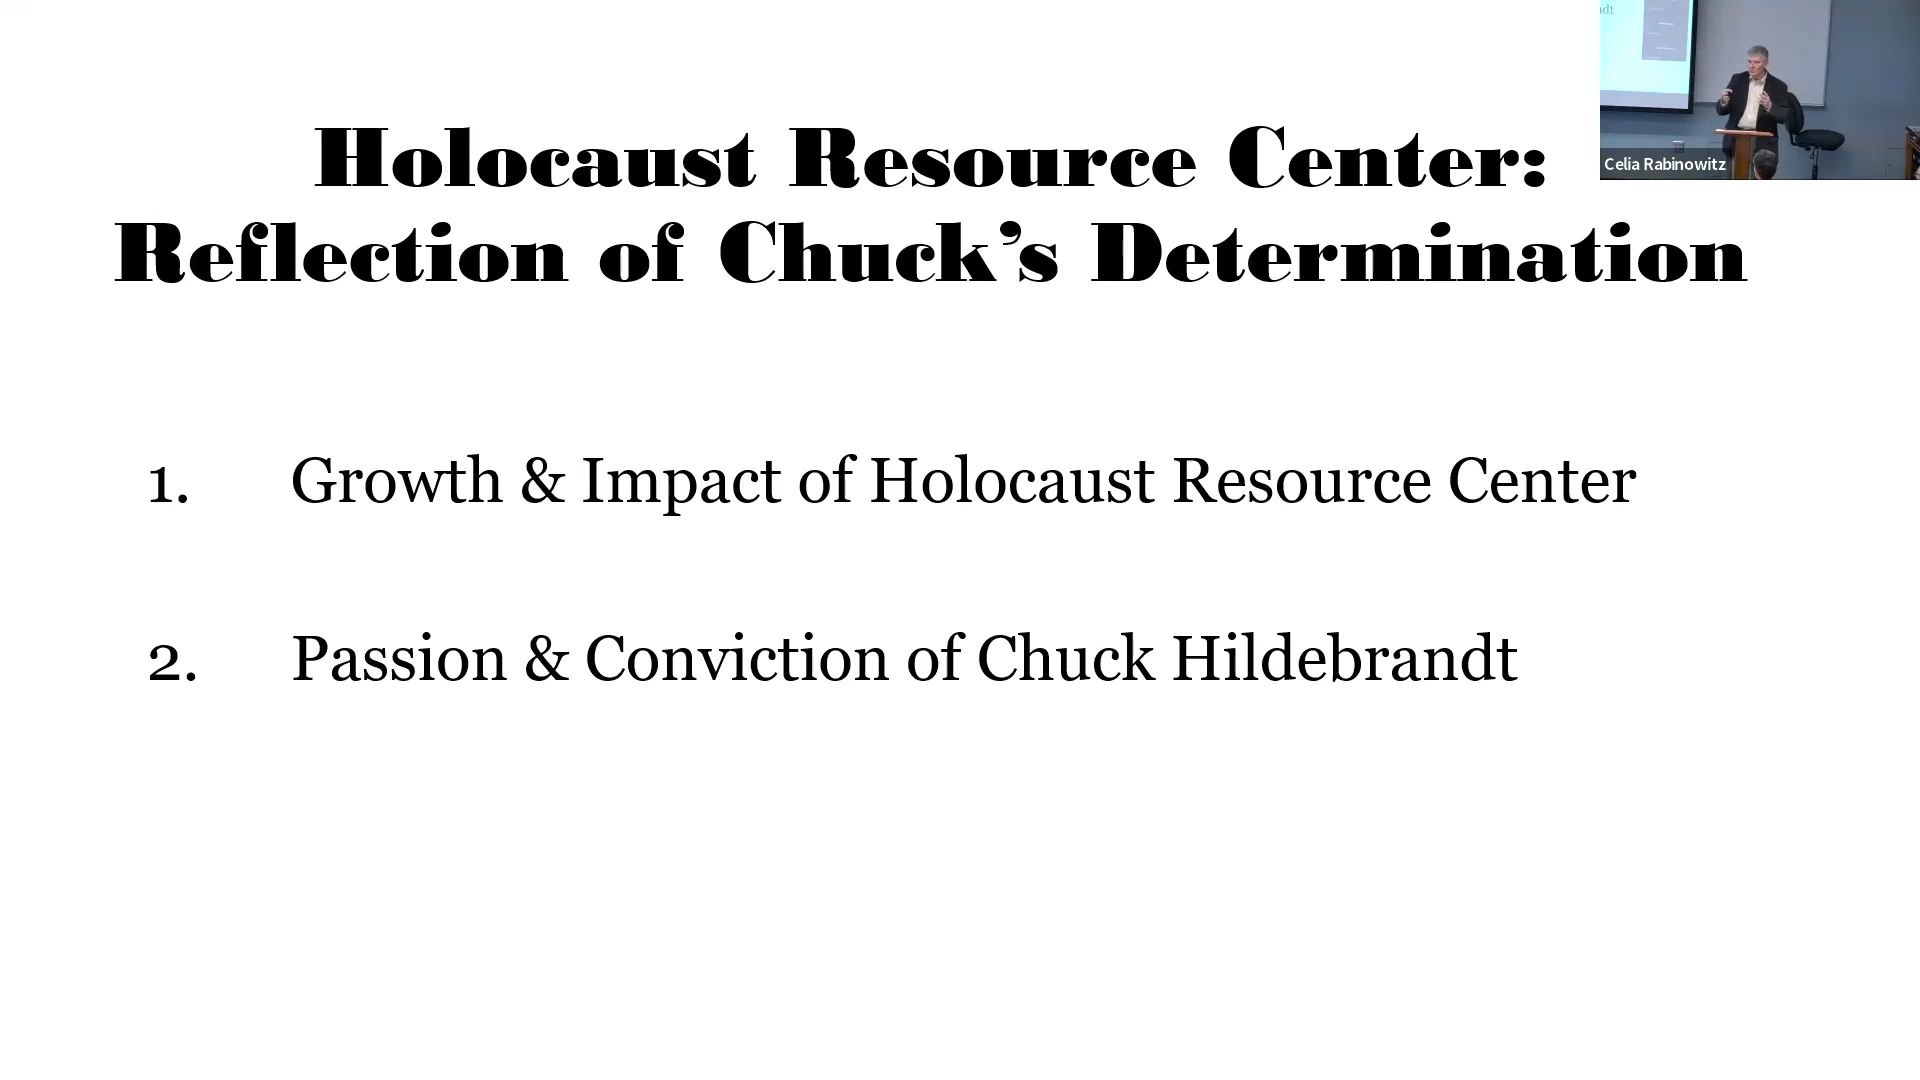 Holocaust Resource Center:
Reflection of Chuck’s Determination
1. Growth & Impact of Holocaust Resource Center
2. Passion & Conviction of Chuck Hildebrandt
Celia Rabinowitz